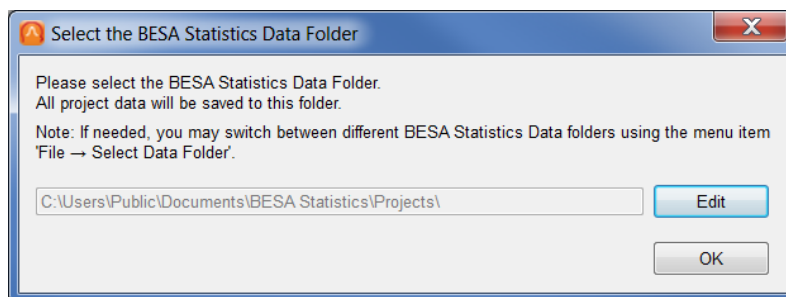 Select the BESA Statistics Data Folder
X
Please select the BESA Statistics Data Folder.
All project data will be saved to this folder.
Note: If needed, you may switch between different BESA Statistics Data folders using the menu item
'File → Select Data Folder'.
C:\Users\Public\Documents\BESA Statistics\Projects\
Edit
OK